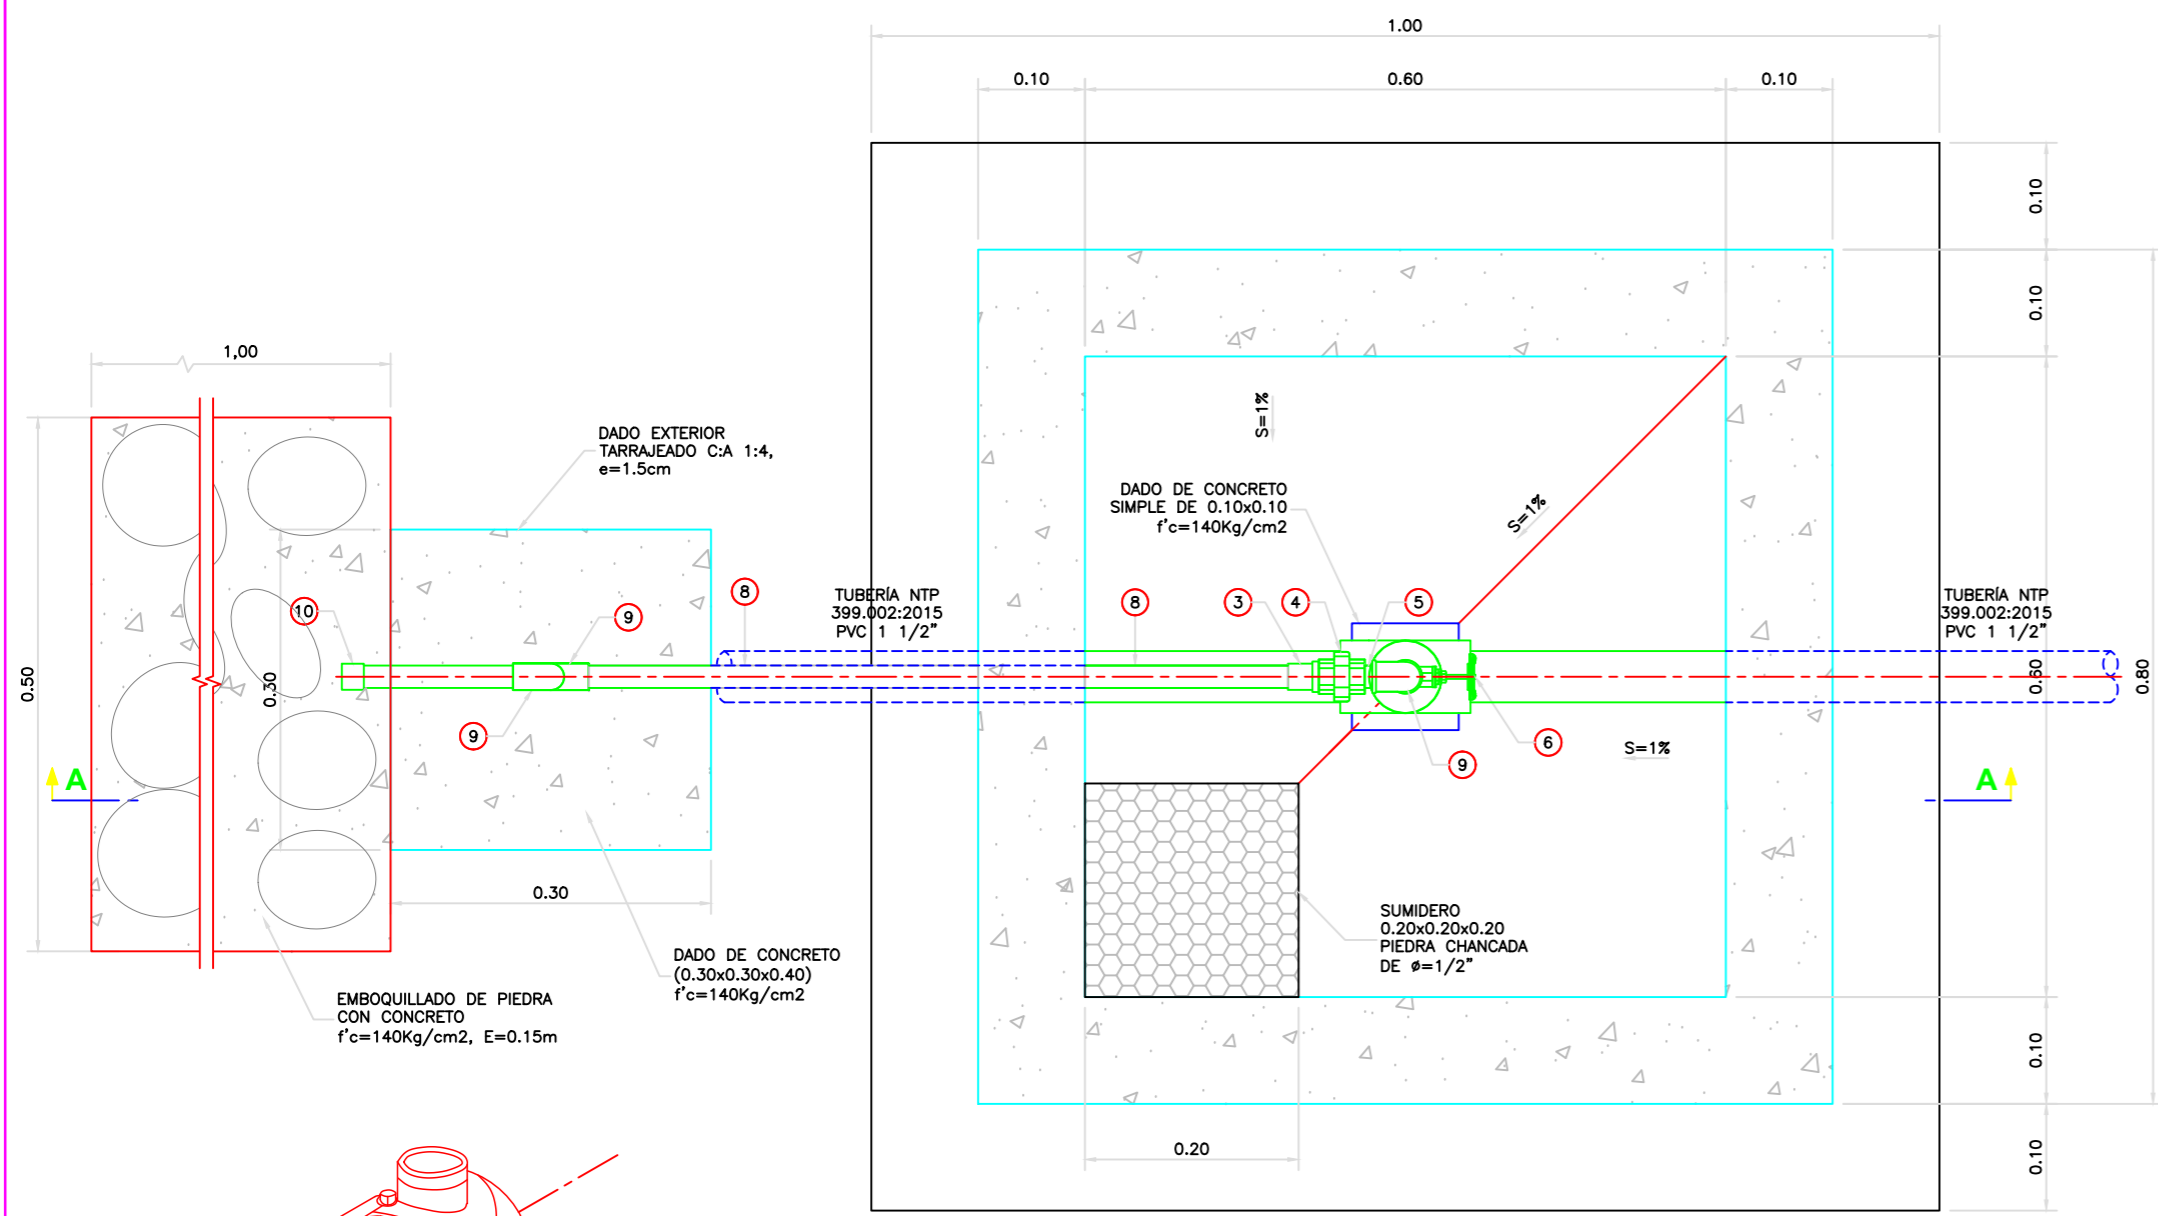 1.00
0.10
0.60
0.10
0.10
0.10
1,00
DADO EXTERIOR
TARRAJEADO C:A 1:4,
e=1.5cm
S=1%
DADO DE CONCRETO
SIMPLE DE 0.10x0.10
f'c=140Kg/cm2
S=1%
10
9
8
TUBERÍA NTP
399.002:2015
PVC 1 1/2"
8
3
4
5
TUBERÍA NTP
399.002:2015
PVC 1 1/2"
0.50
0.30
0.60
0.80
9
9
6
S=1%
A
A
0.30
SUMIDERO
0.20x0.20x0.20
PIEDRA CHANCADA
DE ø=1/2"
DADO DE CONCRETO
(0.30x0.30x0.40)
f'c=140Kg/cm2
EMBOQUILLADO DE PIEDRA
CON CONCRETO
f'c=140Kg/cm2, E=0.15m
0.10
0.20
0.10